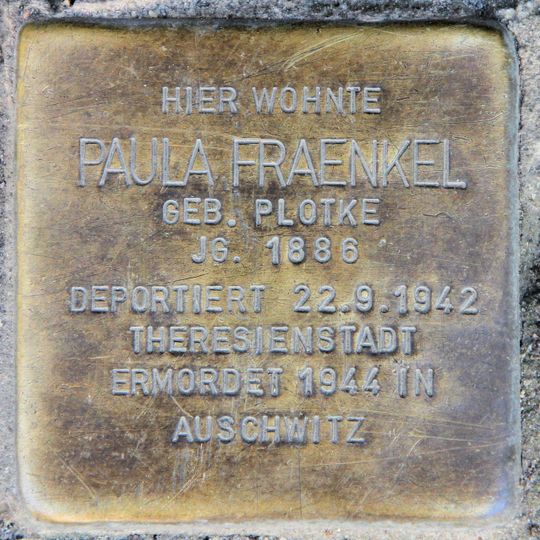 HIER WOHNTE
PAULA FRAENKEL
GEB. PLOTKE
JG. 1886
DEPORTIERT 22.9.1942
THERESIENSTADT
ERMORDET 1944 IN
AUSCHWITZ